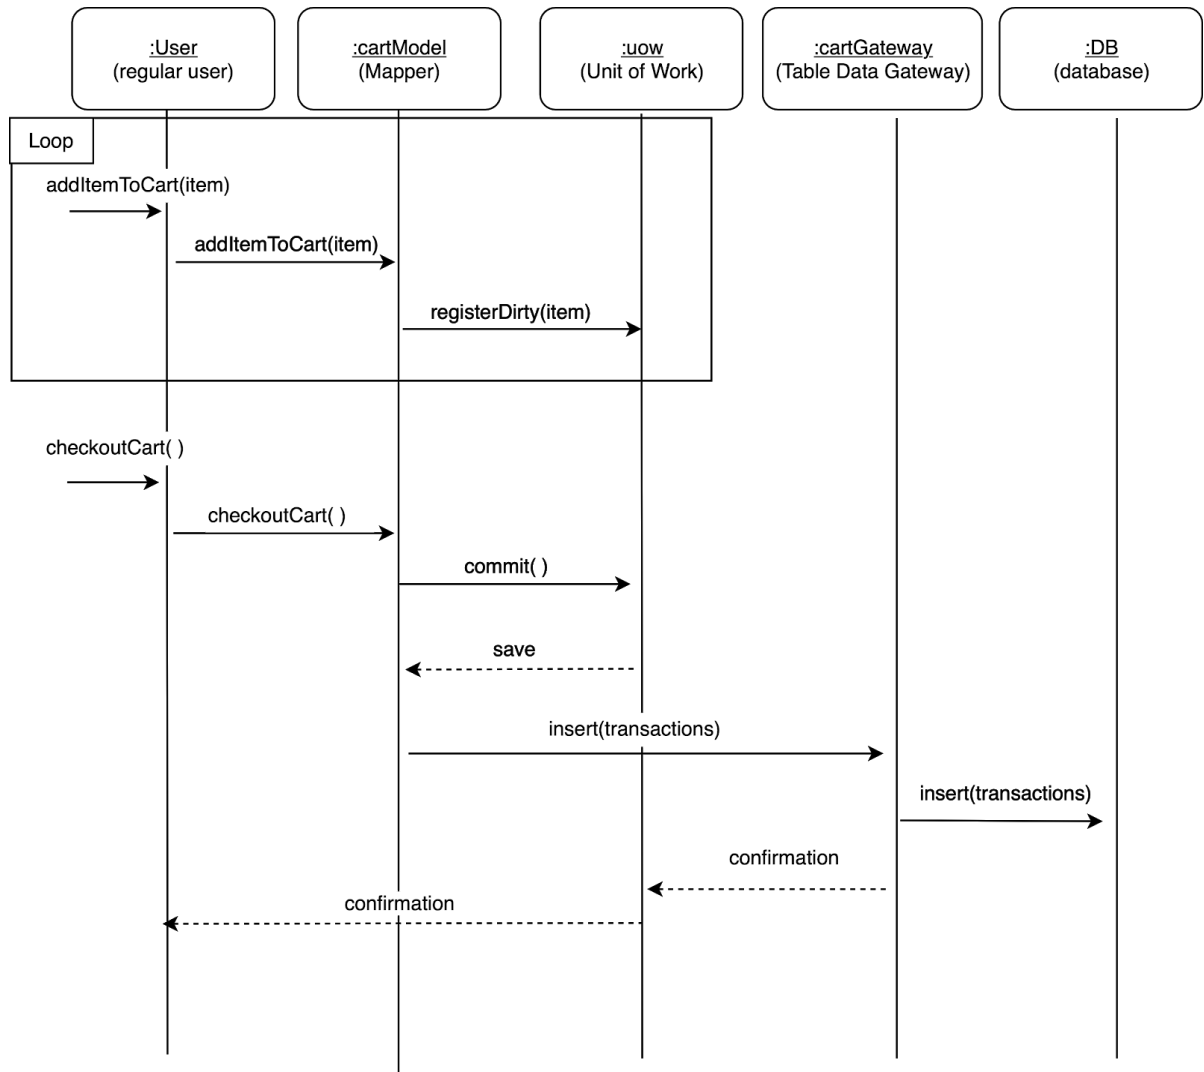 :User
(regular user)
:cartModel
(Mapper)
:uow
(Unit of Work)
:cartGateway
(Table Data Gateway)
:DB
(database)
Loop
addItemToCart(item)
addItemToCart(item)
registerDirty(item)
checkoutCart( )
checkoutCart( )
commit( )
save
insert(transactions)
insert(transactions)
confirmation
confirmation